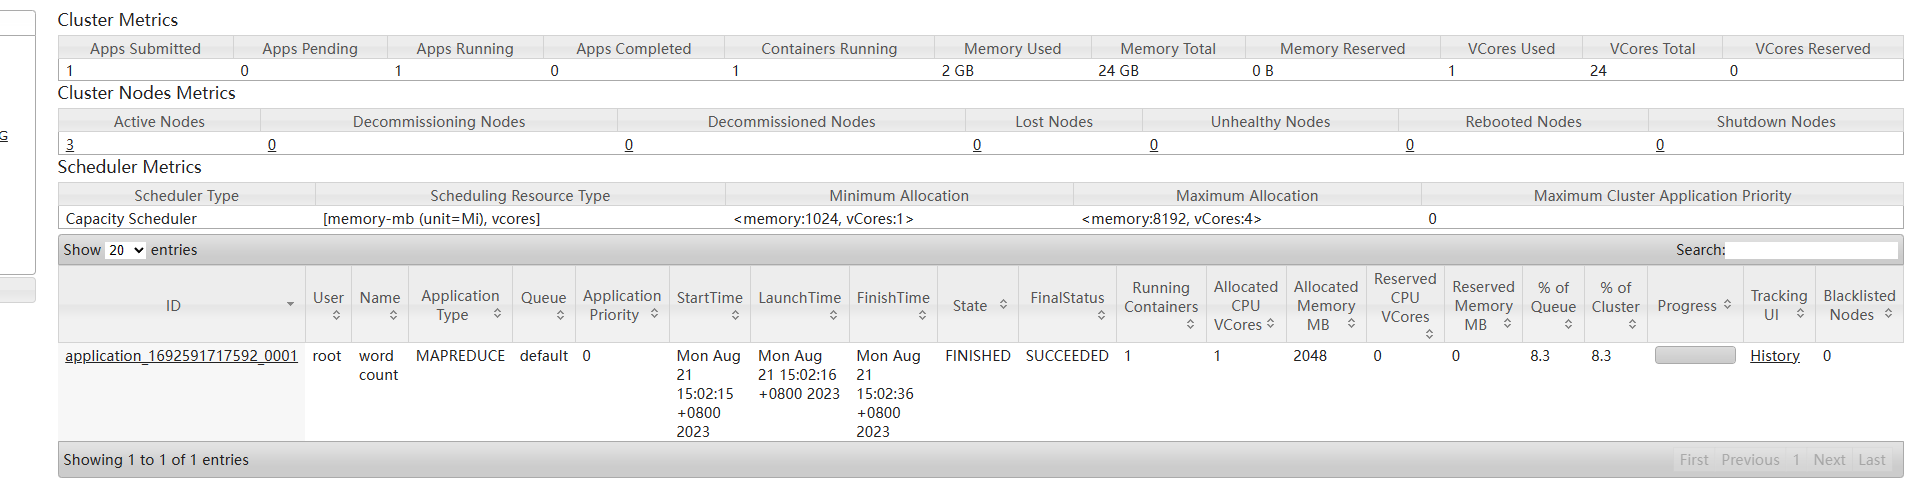 Cluster Metrics
Apps Submitted Apps Pending Apps Running Apps Completed Containers Running Memory Used Memory Total Memory Reserved VCores Used VCores Total VCores Reserved
1 0 1 0 1 2 GB 24 GB 0 B 1 24 0
Cluster Nodes Metrics
Active Nodes Decommissioning Nodes Decommissioned Nodes Lost Nodes Unhealthy Nodes Rebooted Nodes Shutdown Nodes
G
3 0 0 0 0 0 0
Scheduler Metrics
Scheduler Type Scheduling Resource Type Minimum Allocation Maximum Allocation Maximum Cluster Application Priority
Capacity Scheduler [memory-mb (unit=Mi), vcores] <memory:1024, vCores:1> <memory:8192, vCores:4> 0
Show 20 entries Search:
ID
User
Name
Application
Type
Queue
Application
Priority
StartTime
LaunchTime
FinishTime
State
FinalStatus
Running
Containers
Allocated
CPU
VCores
Allocated
Memory
MB
Reserved
CPU
VCores
Reserved
Memory
MB
% of
Queue
% of
Cluster
Progress
Tracking
UI
Blacklisted
Nodes
application_1692591717592_0001
root
word
count
MAPREDUCE
default
0
Mon Aug
21
15:02:15
+0800
2023
Mon Aug
21 15:02:16
+0800 2023
Mon Aug
21
15:02:36
+0800
2023
FINISHED
SUCCEEDED
1
1
2048
0
0
8.3
8.3
History
0
Showing 1 to 1 of 1 entries
First Previous 1 Next Last